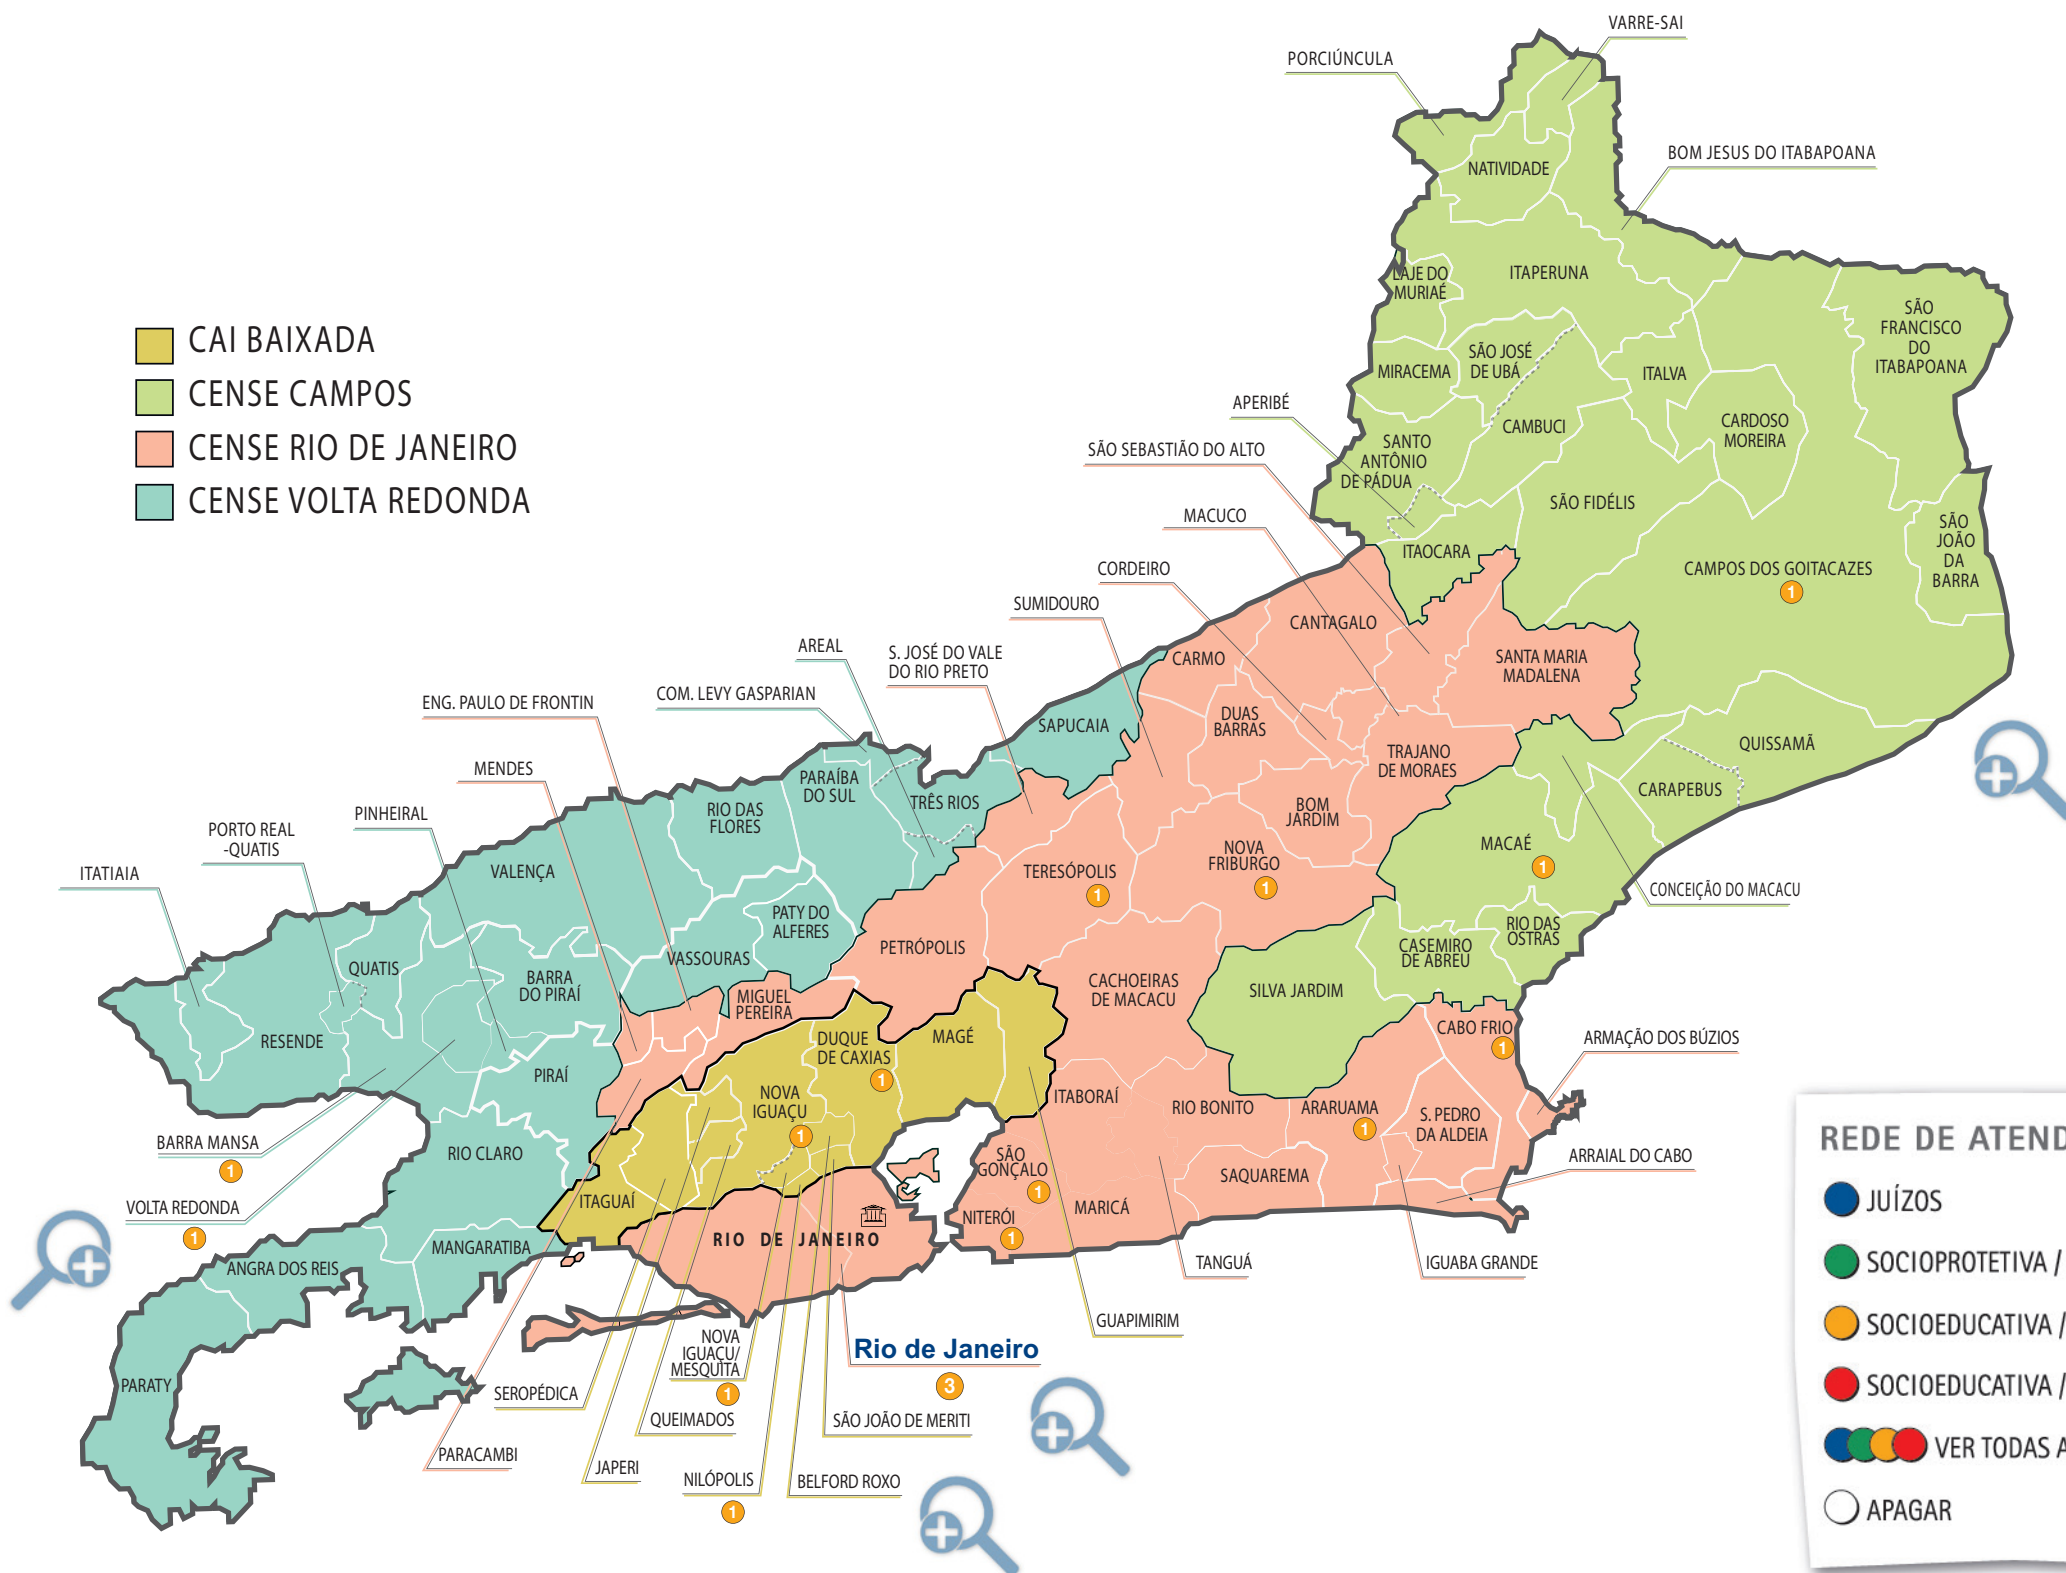 VARRE-SAI
PORCIÚNCULA
BOM JESUS DO ITABAPOANA
NATIVIDADE
LAJE DO
MURIAÉ
ITAPERUNA
SÃO
FRANCISCO
DO
ITABAPOANA
CAI BAIXADA
CENSE CAMPOS
CENSE RIO DE JANEIRO
CENSE VOLTA REDONDA
MIRACEMA
SÃO JOSÉ
DE UBÁ
ITALVA
APERIBÉ
CAMBUCI
CARDOSO
MOREIRA
SÃO SEBASTIÃO DO ALTO
SANTO
ANTÔNIO
DE PÁDUA
SÃO FIDÉLIS
MACUCO
ITAOCARA
SÃO
JOÃO
DA
BARRA
CORDEIRO
CAMPOS DOS GOITACAZES
1
SUMIDOURO
CANTAGALO
AREAL
S. JOSÉ DO VALE
DO RIO PRETO
CARMO
SANTA MARIA
MADALENA
COM. LEVY GASPARIAN
ENG. PAULO DE FRONTIN
SAPUCAIA
DUAS
BARRAS
TRAJANO
DE MORAES
QUISSAMÃ
MENDES
PARAÍBA
DO SUL
TRÊS RIOS
CARAPEBUS
PINHEIRAL
RIO DAS
FLORES
BOM
JARDIM
PORTO REAL
-QUATIS
MACAÉ
1
NOVA
FRIBURGO
1
TERESÓPOLIS
1
ITATIAIA
VALENÇA
CONCEIÇÃO DO MACACU
PATY DO
ALFERES
RIO DAS
OSTRAS
PETRÓPOLIS
VASSOURAS
CASEMIRO
DE ABREU
QUATIS
BARRA
DO PIRAÍ
CACHOEIRAS
DE MACACU
SILVA JARDIM
MIGUEL
PEREIRA
RESENDE
DUQUE
DE CAXIAS
1
MAGÉ
CABO FRIO
1
ARMAÇÃO DOS BÚZIOS
PIRAÍ
NOVA
IGUAÇU
1
ITABORAÍ
RIO BONITO
ARARUAMA
1
S. PEDRO
DA ALDEIA
BARRA MANSA
1
RIO CLARO
SÃO
GONÇALO
1
ARRAIAL DO CABO
SAQUAREMA
VOLTA REDONDA
1
ITAGUAÍ
MARICÁ
NITERÓI
1
RIO DE JANEIRO
MANGARATIBA
ANGRA DOS REIS
TANGUÁ
IGUABA GRANDE
GUAPIMIRIM
NOVA
IGUAÇU/
MESQUITA
1
Rio de Janeiro
3
PARATY
SEROPÉDICA
QUEIMADOS
SÃO JOÃO DE MERITI
PARACAMBI
JAPERI
NILÓPOLIS
1
BELFORD ROXO
REDE DE ATEND
JUÍZOS
SOCIOPROTETIVA /
SOCIOEDUCATIVA /
SOCIOEDUCATIVA /
VER TODAS A
APAGAR